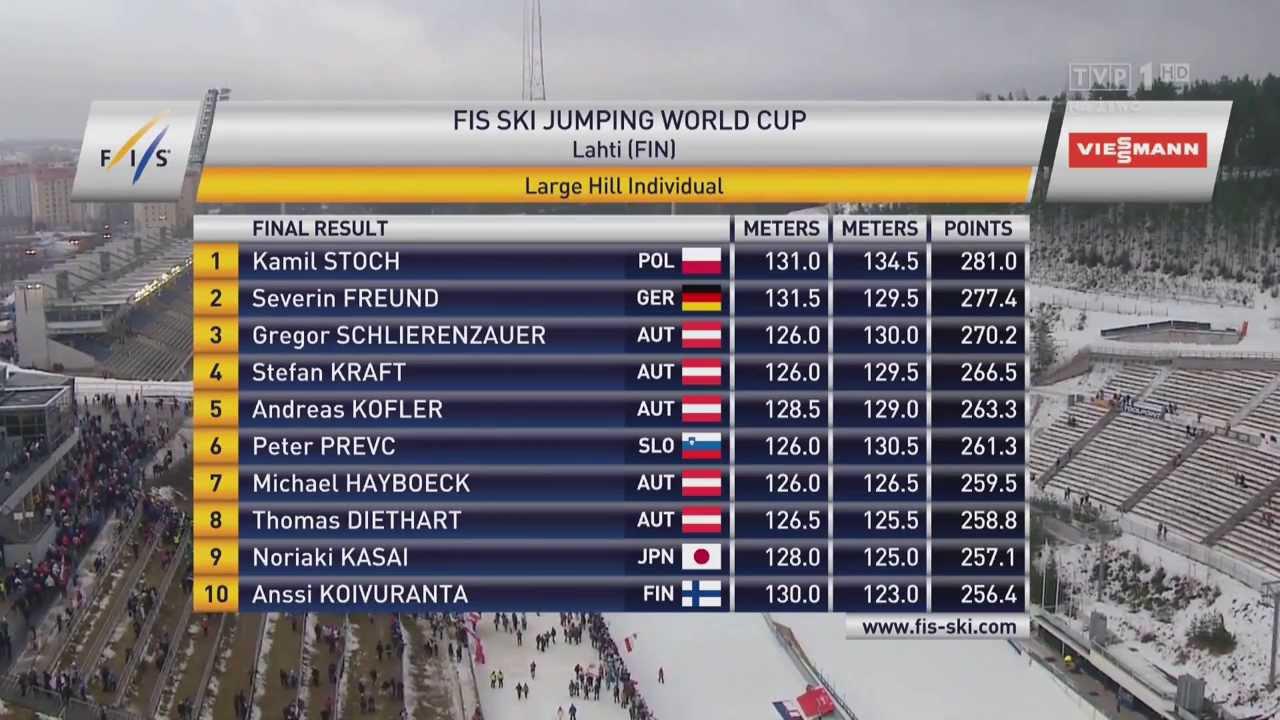 TVP 1 HD
NA ŻYWO
FIS SKI JUMPING WORLD CUP
Lahti (FIN)
FIS
VIESSMANN
Large Hill Individual
FINAL RESULT METERS METERS POINTS
1 Kamil STOCH POL 131.0 134.5 281.0
2 Severin FREUND GER 131.5 129.5 277.4
3 Gregor SCHLIERENZAUER AUT 126.0 130.0 270.2
4 Stefan KRAFT AUT 126.0 129.5 266.5
5 Andreas KOFLER AUT 128.5 129.0 263.3
6 Peter PREVC SLO 126.0 130.5 261.3
7 Michael HAYBOECK AUT 126.0 126.5 259.5
8 Thomas DIETHART AUT 126.5 125.5 258.8
9 Noriaki KASAI JPN 128.0 125.0 257.1
10 Anssi KOIVURANTA FIN 130.0 123.0 256.4
www.fis-ski.com